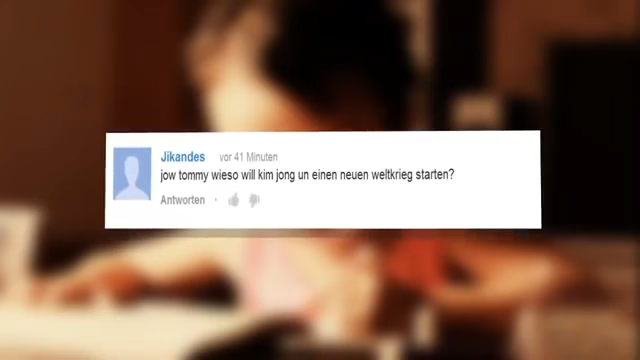 Jikandes vor 41 Minuten
jow tommy wieso will kim jong un einen neuen weltkrieg starten?
Antworten ·